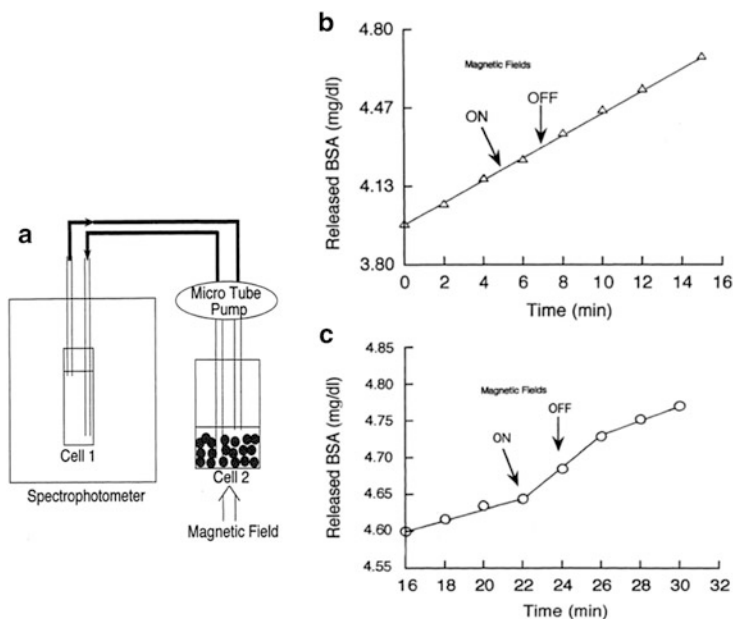 a
Micro Tube
Pump
Cell 1
Cell 2
Spectrophotometer
Magnetic Field
b
Released BSA (mg/dl)
4.80
4.47
4.13
3.80
Magnetic Fields
ON
OFF
0 2 4 6 8 10 12 14 16
Time (min)
c
Released BSA (mg/dl)
4.85
4.80
4.75
4.70
4.65
4.60
4.55
Magnetic Fields
OFF
ON
16 18 20 22 24 26 28 30 32
Time (min)